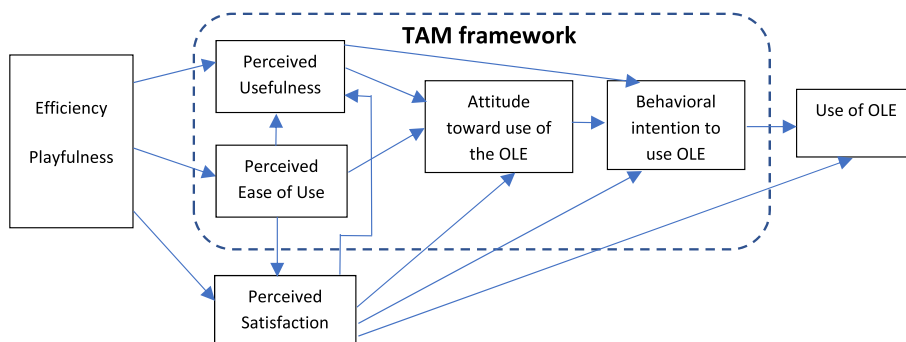 TAM framework
Efficiency
Playfulness
Perceived
Usefulness
Perceived
Ease of Use
Perceived
Satisfaction
Attitude
toward use of
the OLE
Behavioral
intention to
use OLE
Use of OLE